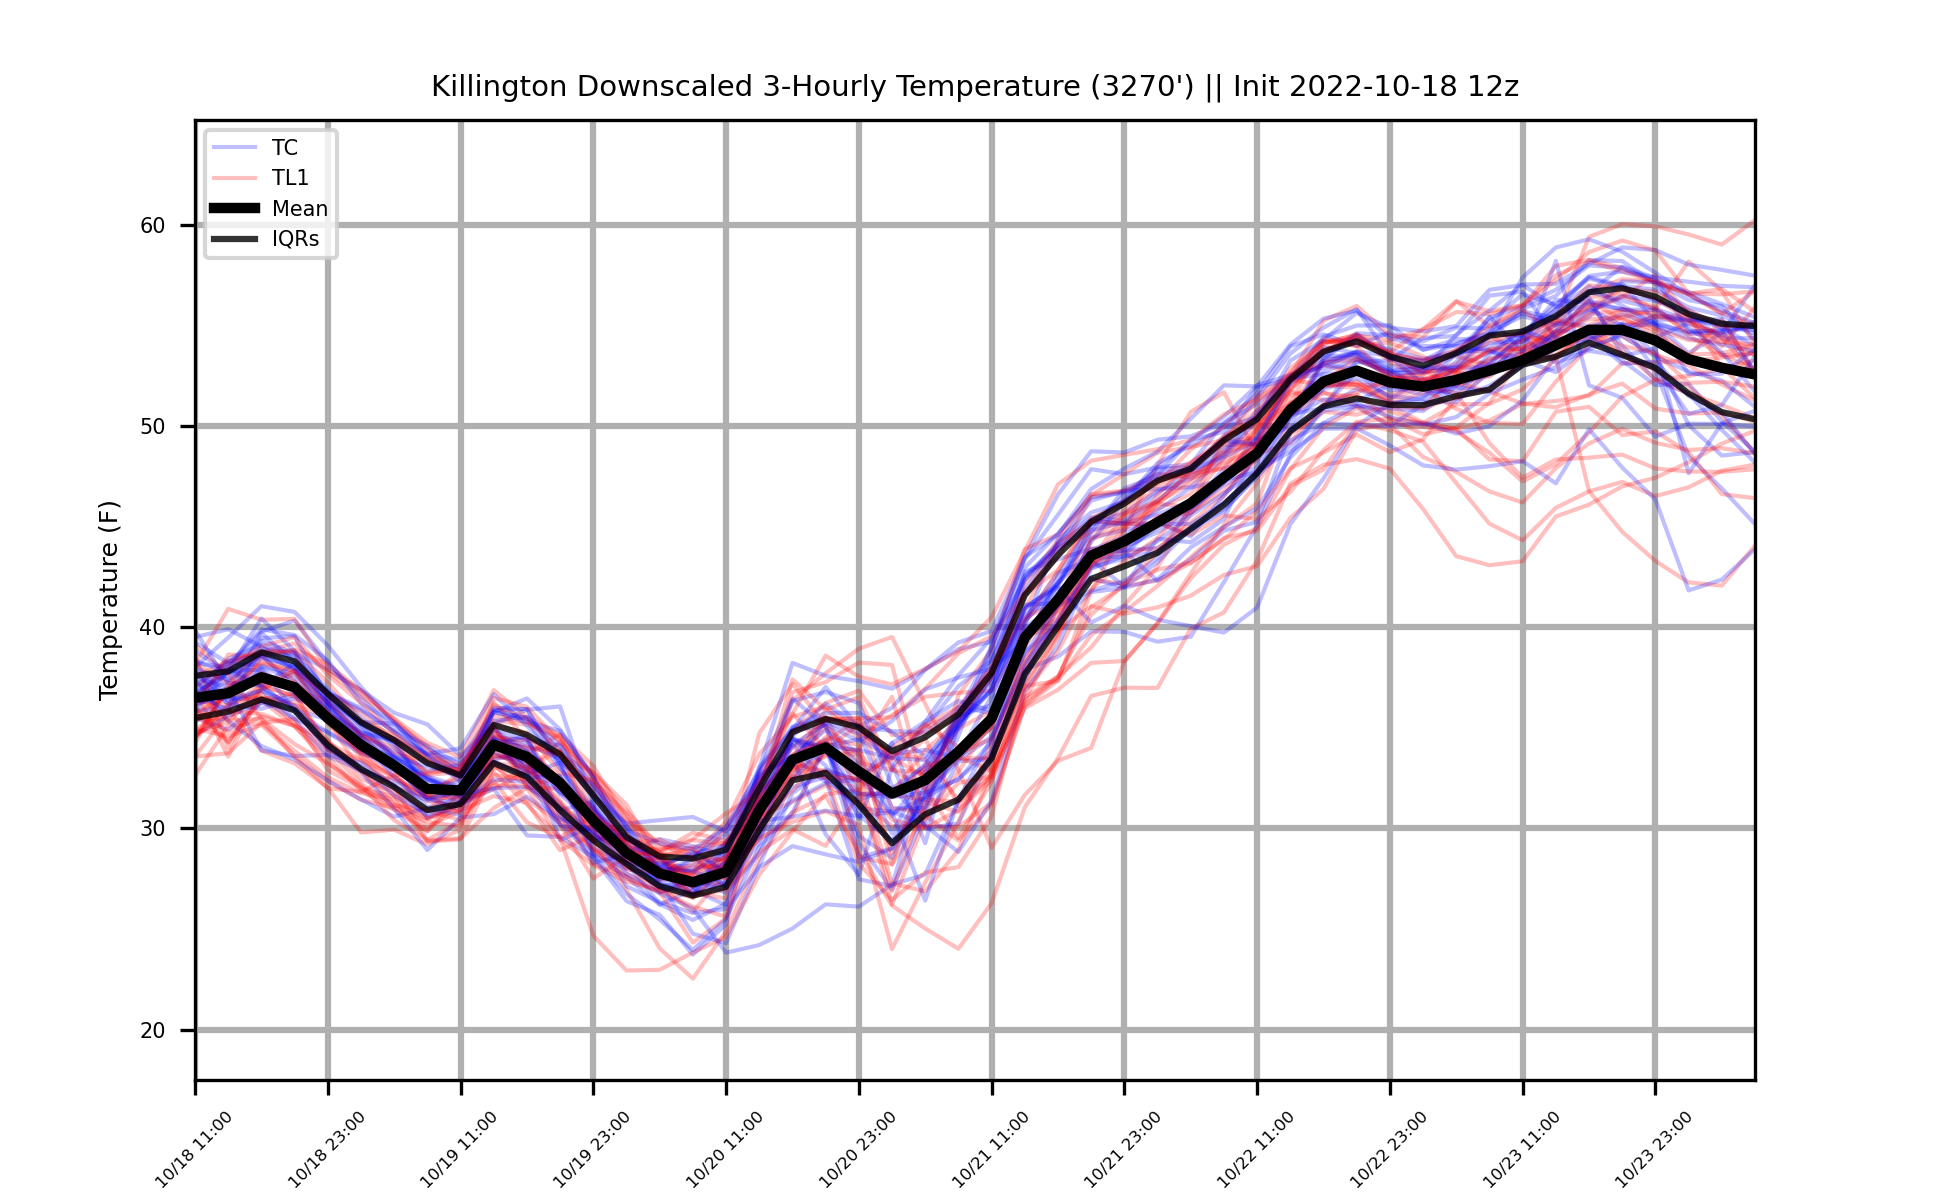 Killington Downscaled 3-Hourly Temperature (3270') || Init 2022-10-18 12z
TC
TL1
Mean
IQRs
Temperature (F)
60
50
40
30
20
10/18 11:00
10/18 23:00
10/19 11:00
10/19 23:00
10/20 11:00
10/20 23:00
10/21 11:00
10/21 23:00
10/22 11:00
10/22 23:00
10/23 11:00
10/23 23:00